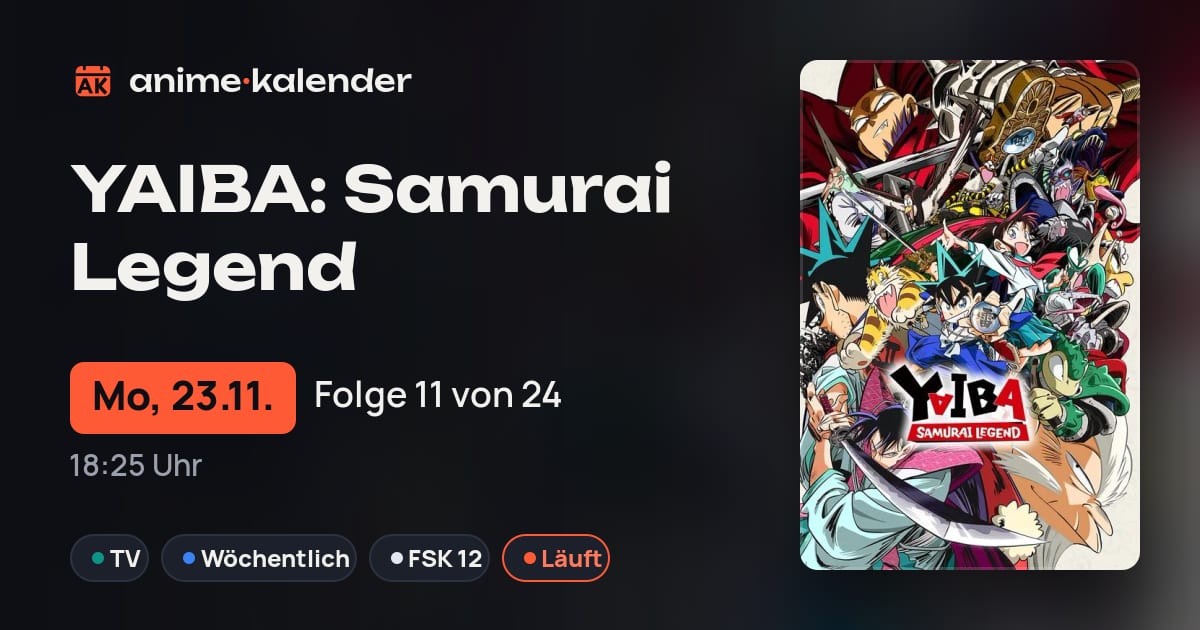 AK
anime·kalender
YAIBA: Samurai
Legend
Mo, 23.11.
Folge 11 von 24
18:25 Uhr
TV
Wöchentlich
FSK 12
Läuft
YAIBA
SAMURAI LEGEND